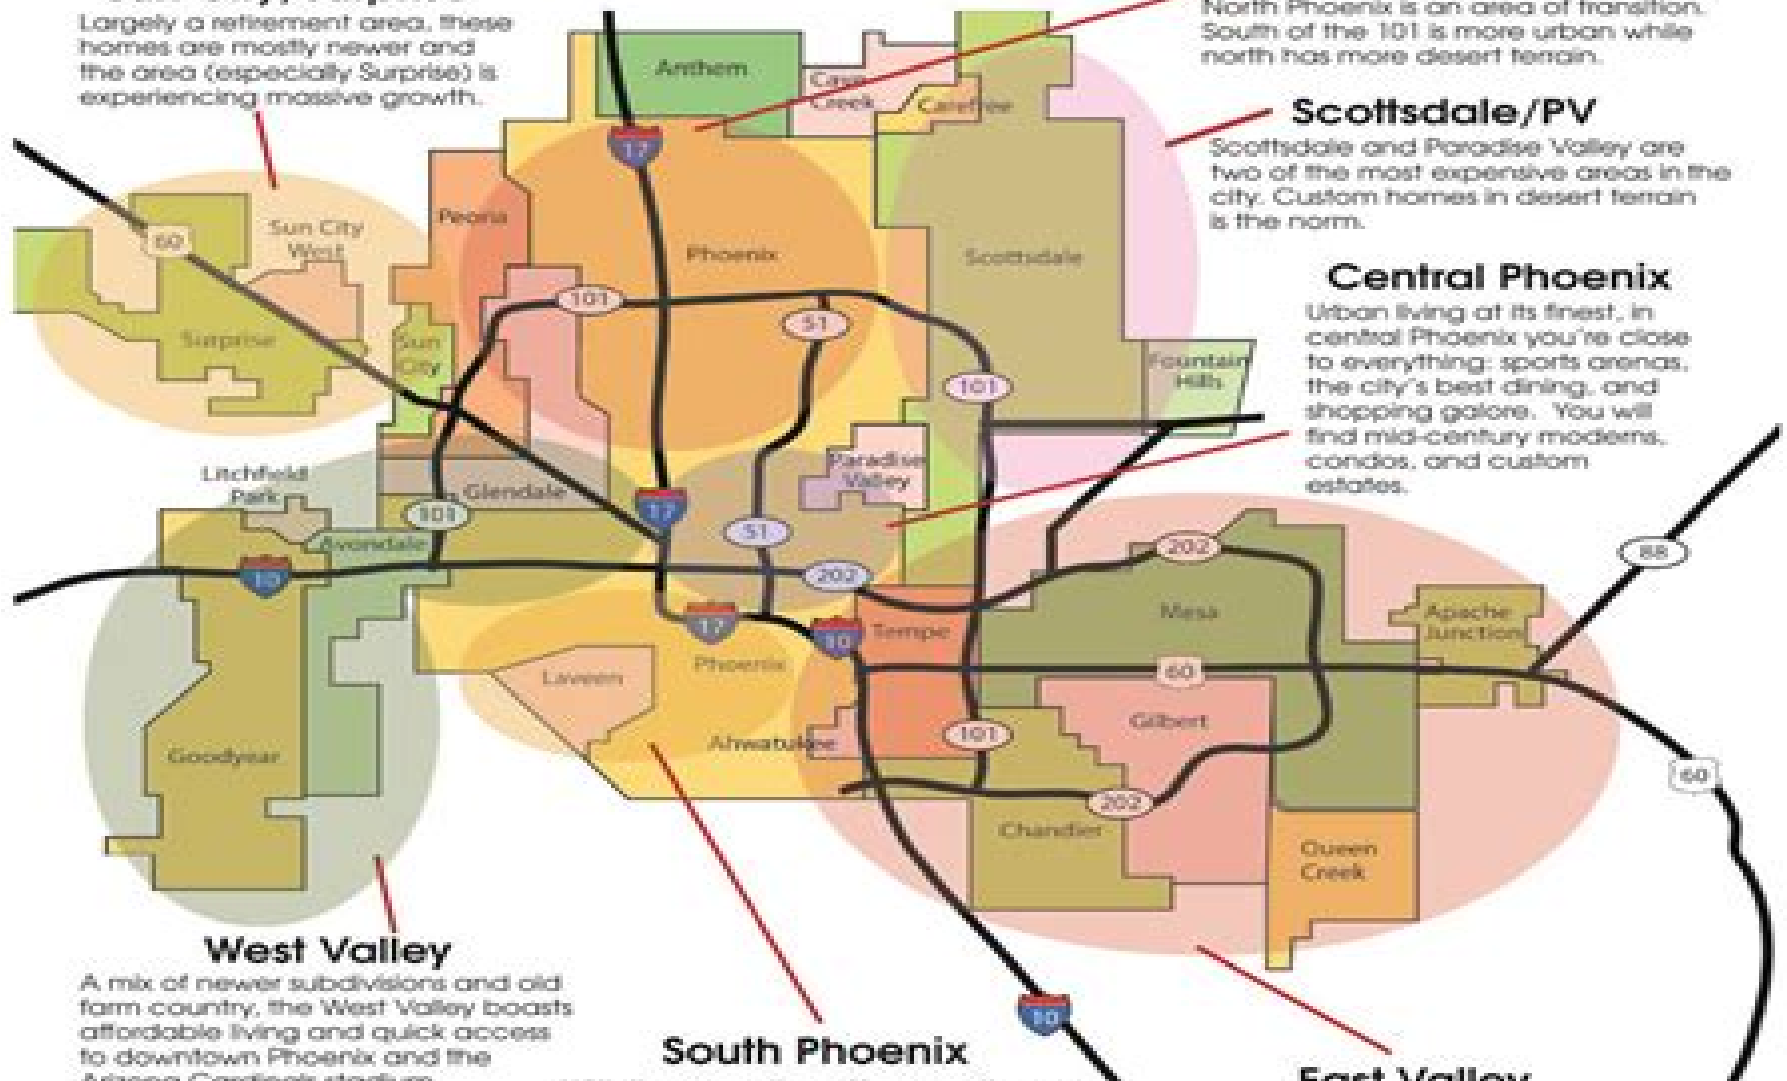 Largely a retirement area, these
homes are mostly newer and
the area (especially Surprise) is
experiencing massive growth.
North Phoenix is an area of transition.
South of the 101 is more urban while
north has more desert terrain.
Scottsdale/PV
Scottsdale and Paradise Valley are
two of the most expensive areas in the
city. Custom homes in desert terrain
is the norm.
Central Phoenix
Urban living at its finest, in
central Phoenix you're close
to everything: sports arenas,
the city's best dining, and
shopping galore. You will
find mid-century moderns,
condos, and custom
estates.
Anthem
Cave
Creek
Carefree
17
Peoria
Sun City
West
60
Phoenix
Scottsdale
101
51
Surprise
Sun
City
101
Fountain
Hills
Litchfield
Park
Glendale
Paradise
Valley
101
17
51
Avondale
10
202
202
88
17
10
Tempe
Mesa
Apache
Junction
Laveen
Phoenix
60
Goodyear
Ahwatukee
101
Gilbert
60
202
Chandler
Queen
Creek
West Valley
A mix of newer subdivisions and old
farm country, the West Valley boasts
affordable living and quick access
to downtown Phoenix and the
Arizona Cardinals stadium
10
South Phoenix
East Valley